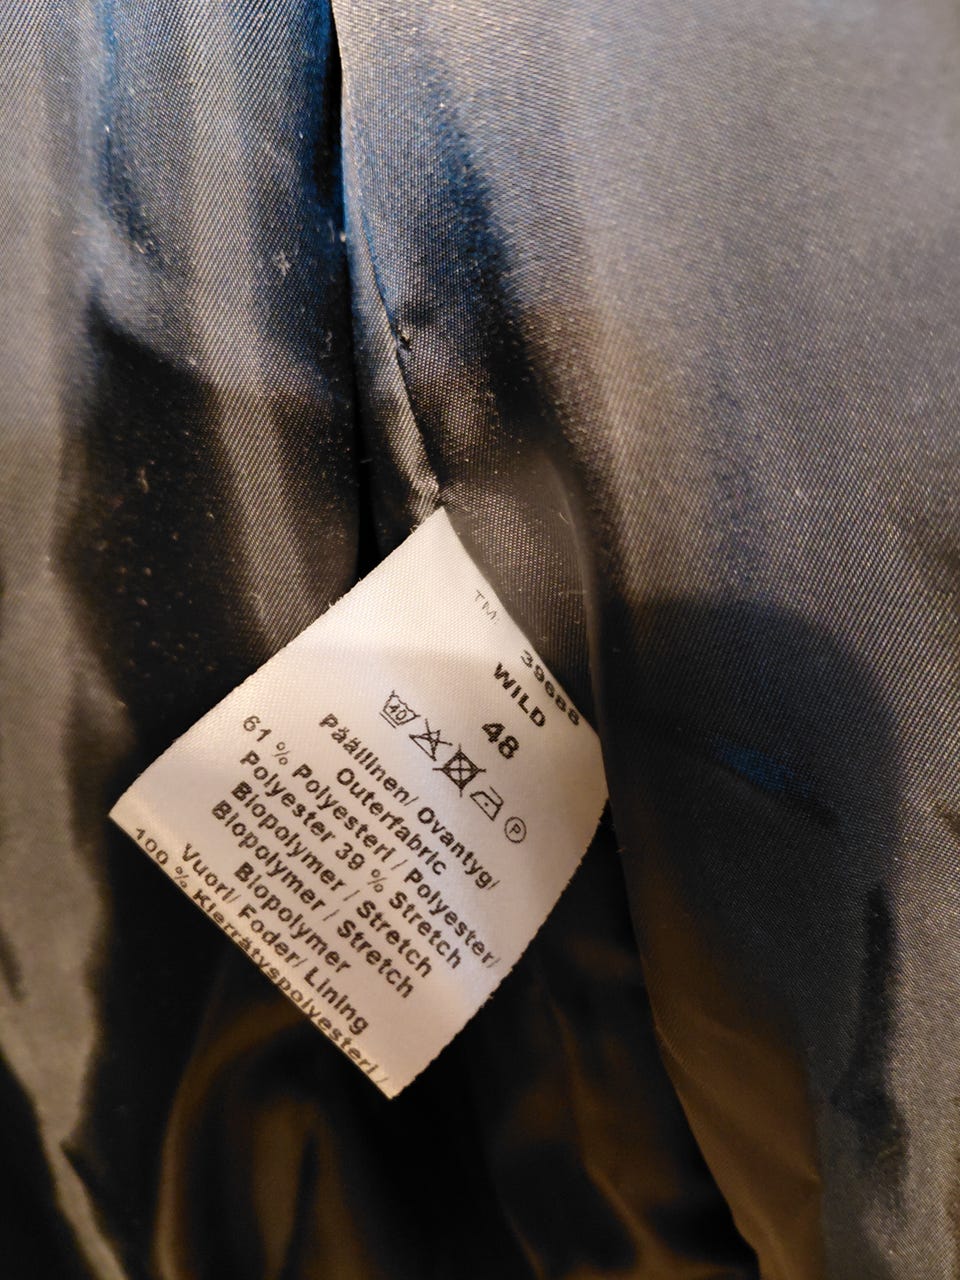 TM:
39688
WILD
48
40
P
Päällinen/ Ovantyg/
Outerfabric
61 % Polyesteri / Polyester/
Polyester 39 % Stretch
Biopolymer / Stretch
Biopolymer / Stretch
Biopolymer
Vuori/ Foder/ Lining
100 % Kierrätyspolyesteri /